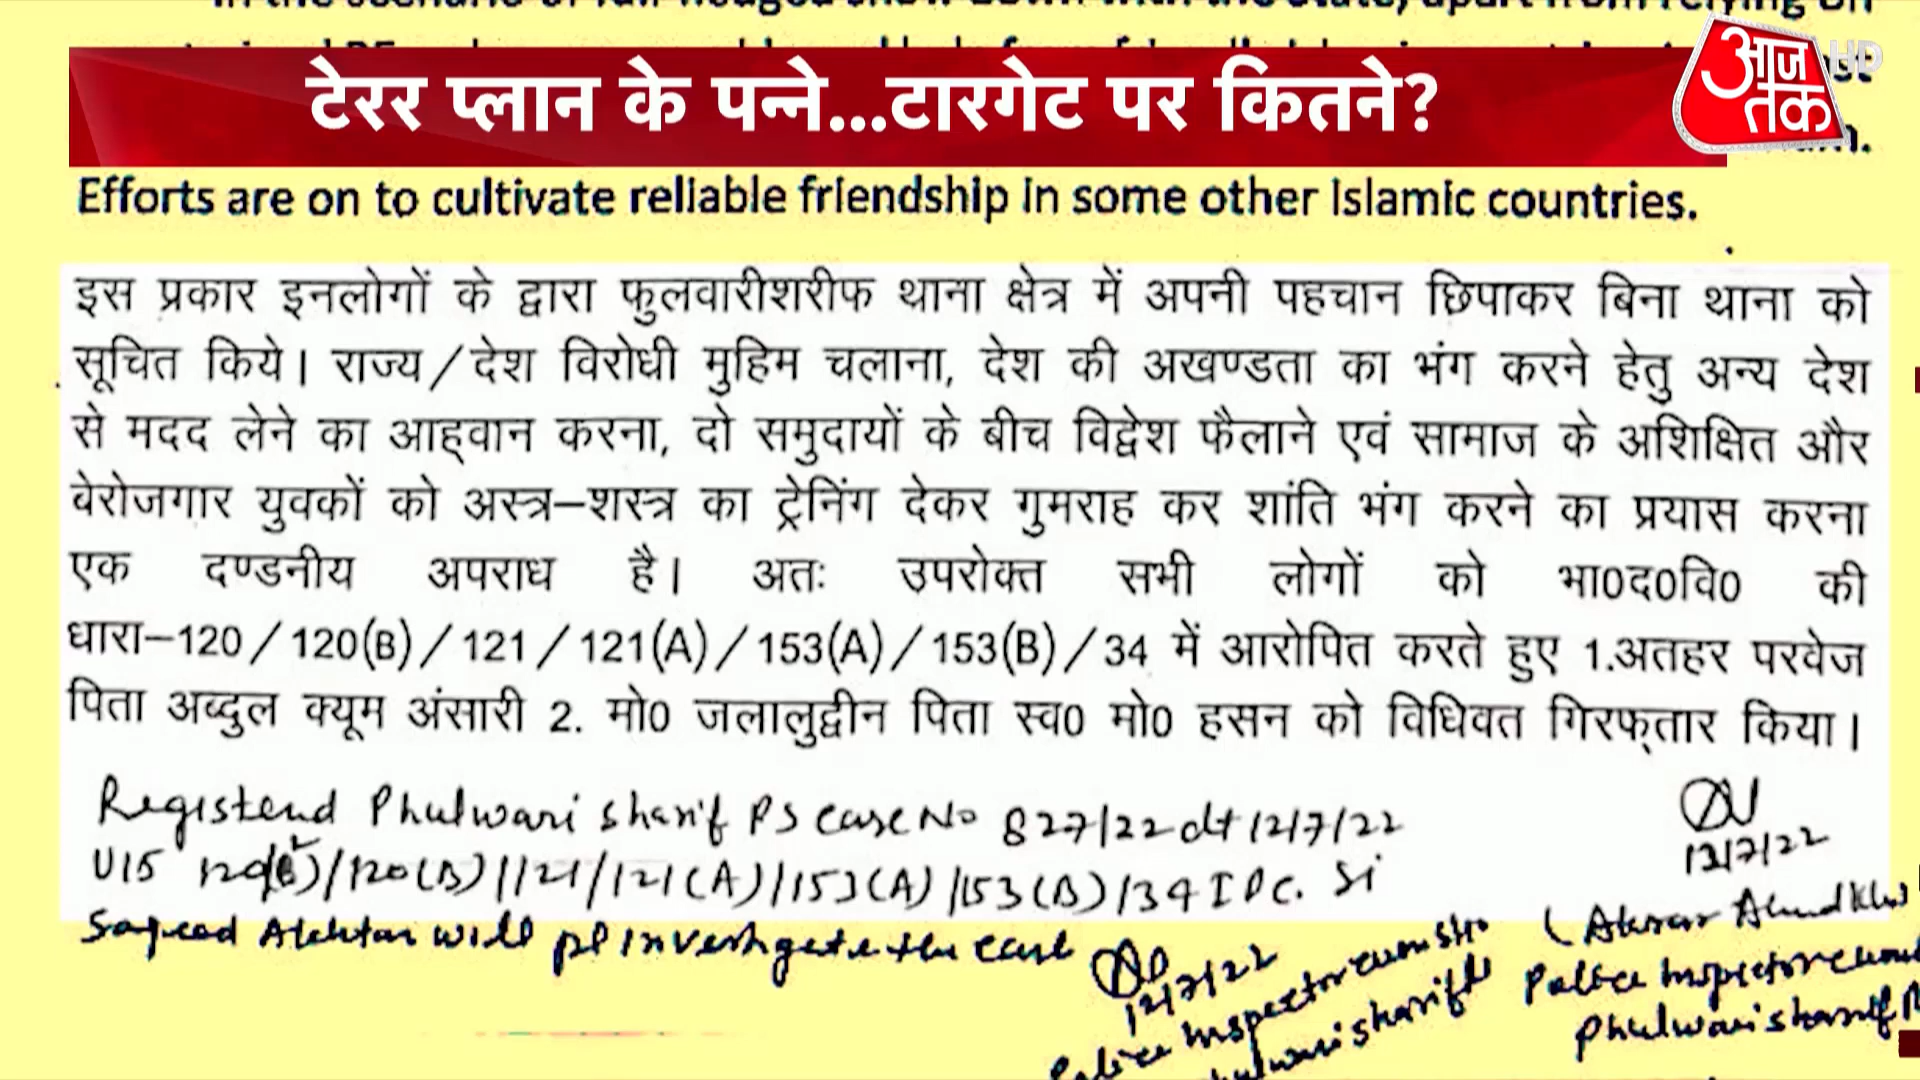 टेरर प्लान के पन्ने...टारगेट पर कितने?
आज तक HD
Efforts are on to cultivate reliable friendship in some other Islamic countries.
इस प्रकार इनलोगों के द्वारा फुलवारीशरीफ थाना क्षेत्र में अपनी पहचान छिपाकर बिना थाना को
सूचित किये। राज्य/देश विरोधी मुहिम चलाना, देश की अखण्डता का भंग करने हेतु अन्य देश
से मदद लेने का आह्वान करना, दो समुदायों के बीच विद्वेश फैलाने एवं सामाज के अशिक्षित और
बेरोजगार युवकों को अस्त्र–शस्त्र का ट्रेनिंग देकर गुमराह कर शांति भंग करने का प्रयास करना
एक दण्डनीय अपराध है। अतः उपरोक्त सभी लोगों को भा0द0वि0 की
धारा–120/120(B)/121/121(A)/153(A)/153(B)/34 में आरोपित करते हुए 1.अतहर परवेज
पिता अब्दुल क्यूम अंसारी 2. मो0 जलालुद्दीन पिता स्व0 मो0 हसन को विधिवत गिरफ्तार किया।
Registend Phulwari sharif PS Case No 827/22 dt 12/7/22
12/7/22
/120(B)/121/121(A)/153(A)/153(B)/34 IPC. SI
will pl investigate the case
12/7/22
Police Inspector
Police Inspector
Phulwarisharif